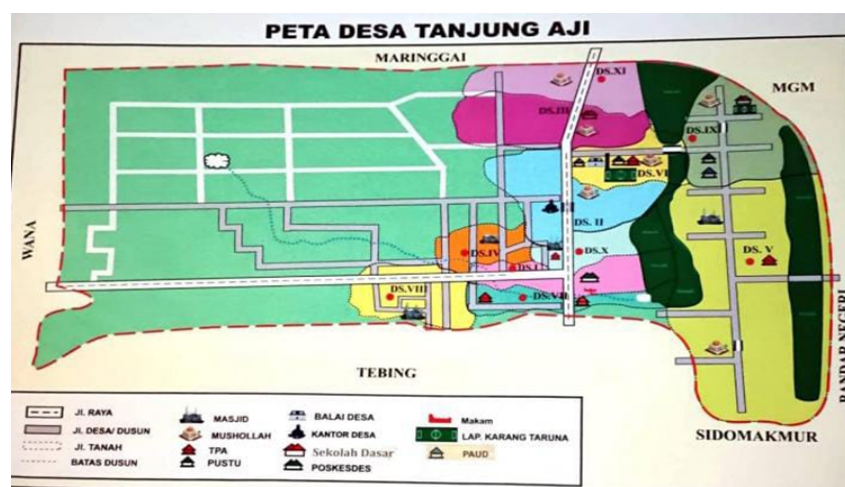 PETA DESA TANJUNG AJI
MARINGGAI
MGM
WANA
DS.XI
DS.III
DS.IX
DS.VI
DS. II
DS.X
DS.IV
DS.I
DS. V
DS.VIII
DS.VII
BANDAR NEGERI
TEBING
SIDOMAKMUR
JL. RAYA
JL. DESA/ DUSUN
JL. TANAH
BATAS DUSUN
MASJID
MUSHOLLAH
TPA
PUSTU
BALAI DESA
KANTOR DESA
Sekolah Dasar
POSKESDES
Makam
LAP. KARANG TARUNA
PAUD